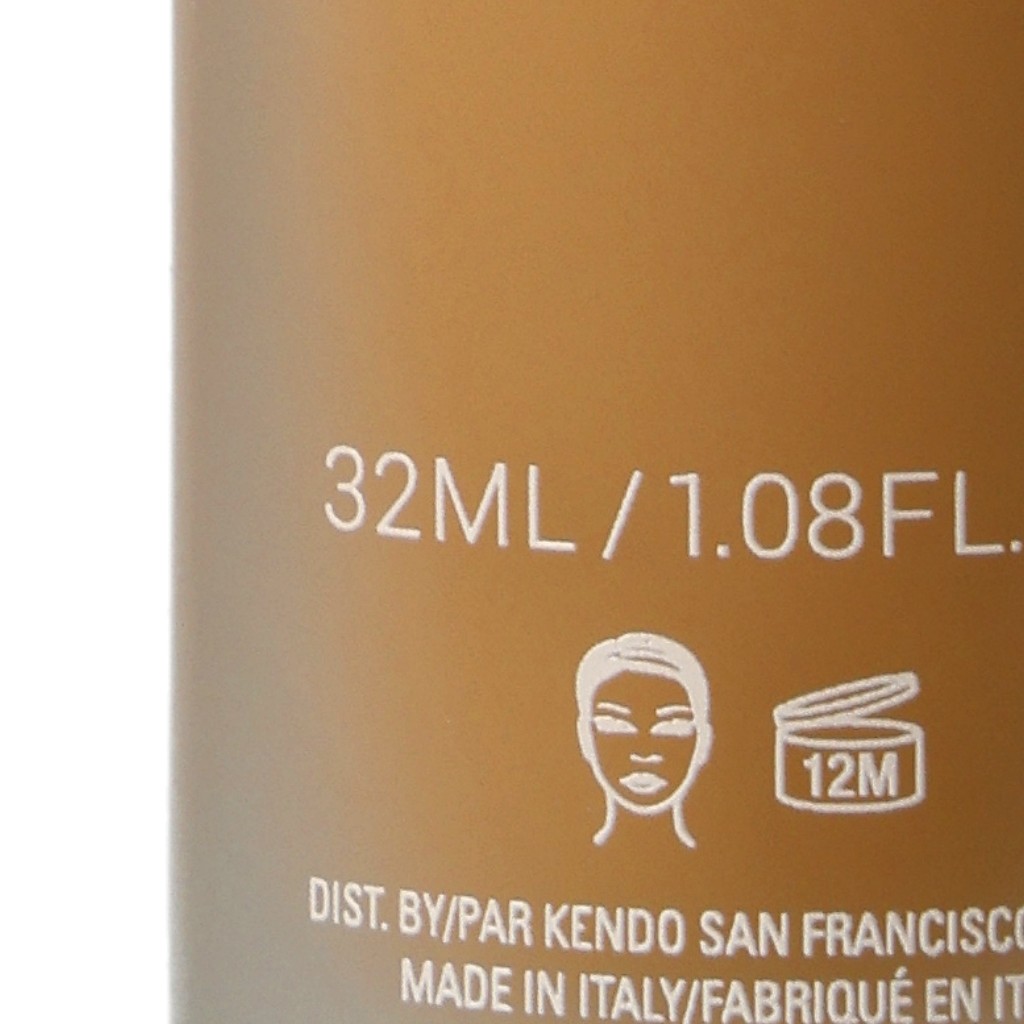 32ML / 1.08FL.
12M
DIST. BY/PAR KENDO SAN FRANCISCO
MADE IN ITALY/FABRIQUÉ EN IT